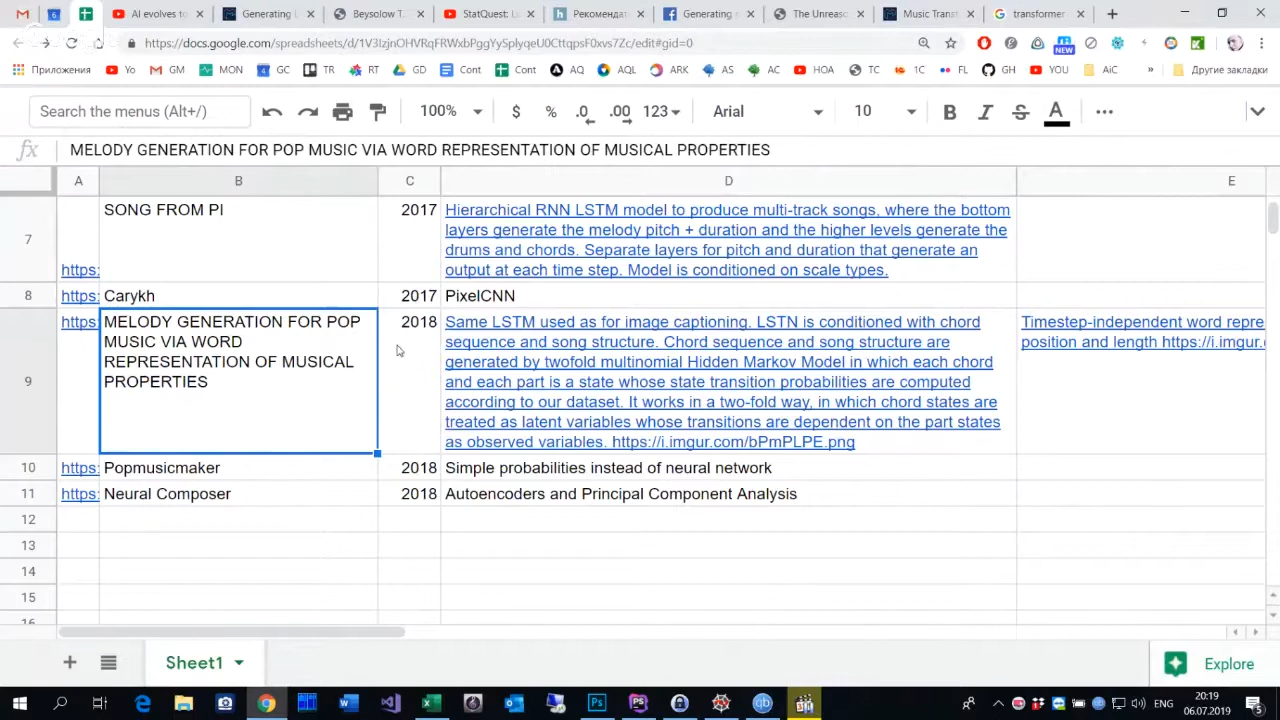 AI evolves to
Generating L
Beysolow T
StatQuest: L
Рекоменда
Generating
The Unreas
Music Transf
transformer
https://docs.google.com/spreadsheets/d/1V3IzjnOHVRqFRWxbPggYySplyqeU0CttqpsF0xvs7Zc/edit#gid=0
NEW
Приложения Yo GM MON GC TR RT GD Cont Cont AQ AQL ARK AS AC HOA TC 1C FL GH YOU AiC » Другие закладки
Search the menus (Alt+/) 100% $ % .0 .00 123 Arial 10 B I S A
fx MELODY GENERATION FOR POP MUSIC VIA WORD REPRESENTATION OF MUSICAL PROPERTIES
A B C D E
7
https:
SONG FROM PI
2017
Hierarchical RNN LSTM model to produce multi-track songs, where the bottom
layers generate the melody pitch + duration and the higher levels generate the
drums and chords. Separate layers for pitch and duration that generate an
output at each time step. Model is conditioned on scale types.
8 https: Carykh 2017 PixelCNN
9
https:
MELODY GENERATION FOR POP
MUSIC VIA WORD
REPRESENTATION OF MUSICAL
PROPERTIES
2018
Same LSTM used as for image captioning. LSTN is conditioned with chord
sequence and song structure. Chord sequence and song structure are
generated by twofold multinomial Hidden Markov Model in which each chord
and each part is a state whose state transition probabilities are computed
according to our dataset. It works in a two-fold way, in which chord states are
treated as latent variables whose transitions are dependent on the part states
as observed variables. https://i.imgur.com/bPmPLPE.png
Timestep-independent word repre
position and length https://i.imgur.
10 https: Popmusicmaker 2018 Simple probabilities instead of neural network
11 https: Neural Composer 2018 Autoencoders and Principal Component Analysis
12
13
14
15
16
Sheet1
Explore
ENG
20:19
06.07.2019
5